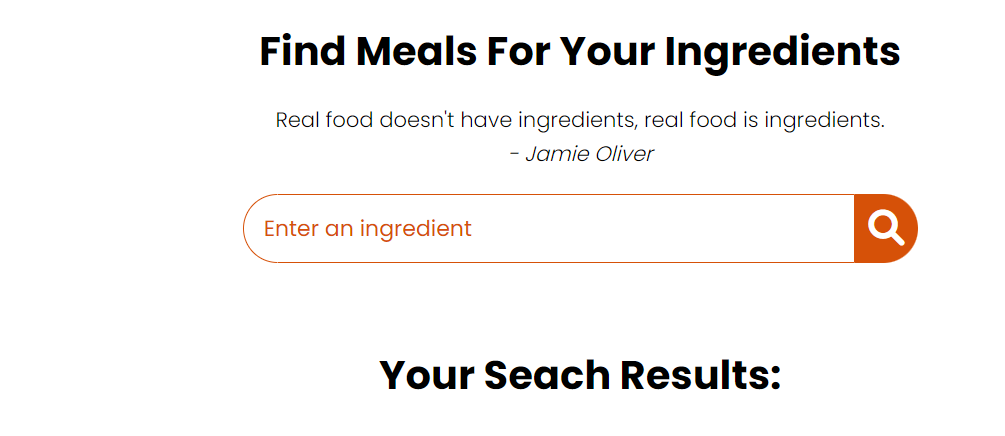 Find Meals For Your Ingredients
Real food doesn't have ingredients, real food is ingredients.
- Jamie Oliver
Enter an ingredient
Your Seach Results: